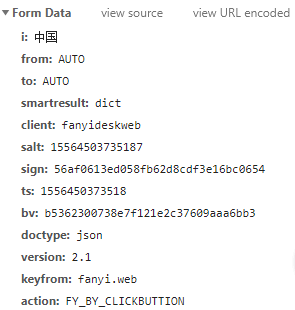 Form Data view source view URL encoded
i: 中国
from: AUTO
to: AUTO
smartresult: dict
client: fanyideskweb
salt: 15564503735187
sign: 56af0613ed058fb62d8cdf3e16bc0654
ts: 1556450373518
bv: b5362300738e7f121e2c37609aaa6bb3
doctype: json
version: 2.1
keyfrom: fanyi.web
action: FY_BY_CLICKBUTTION